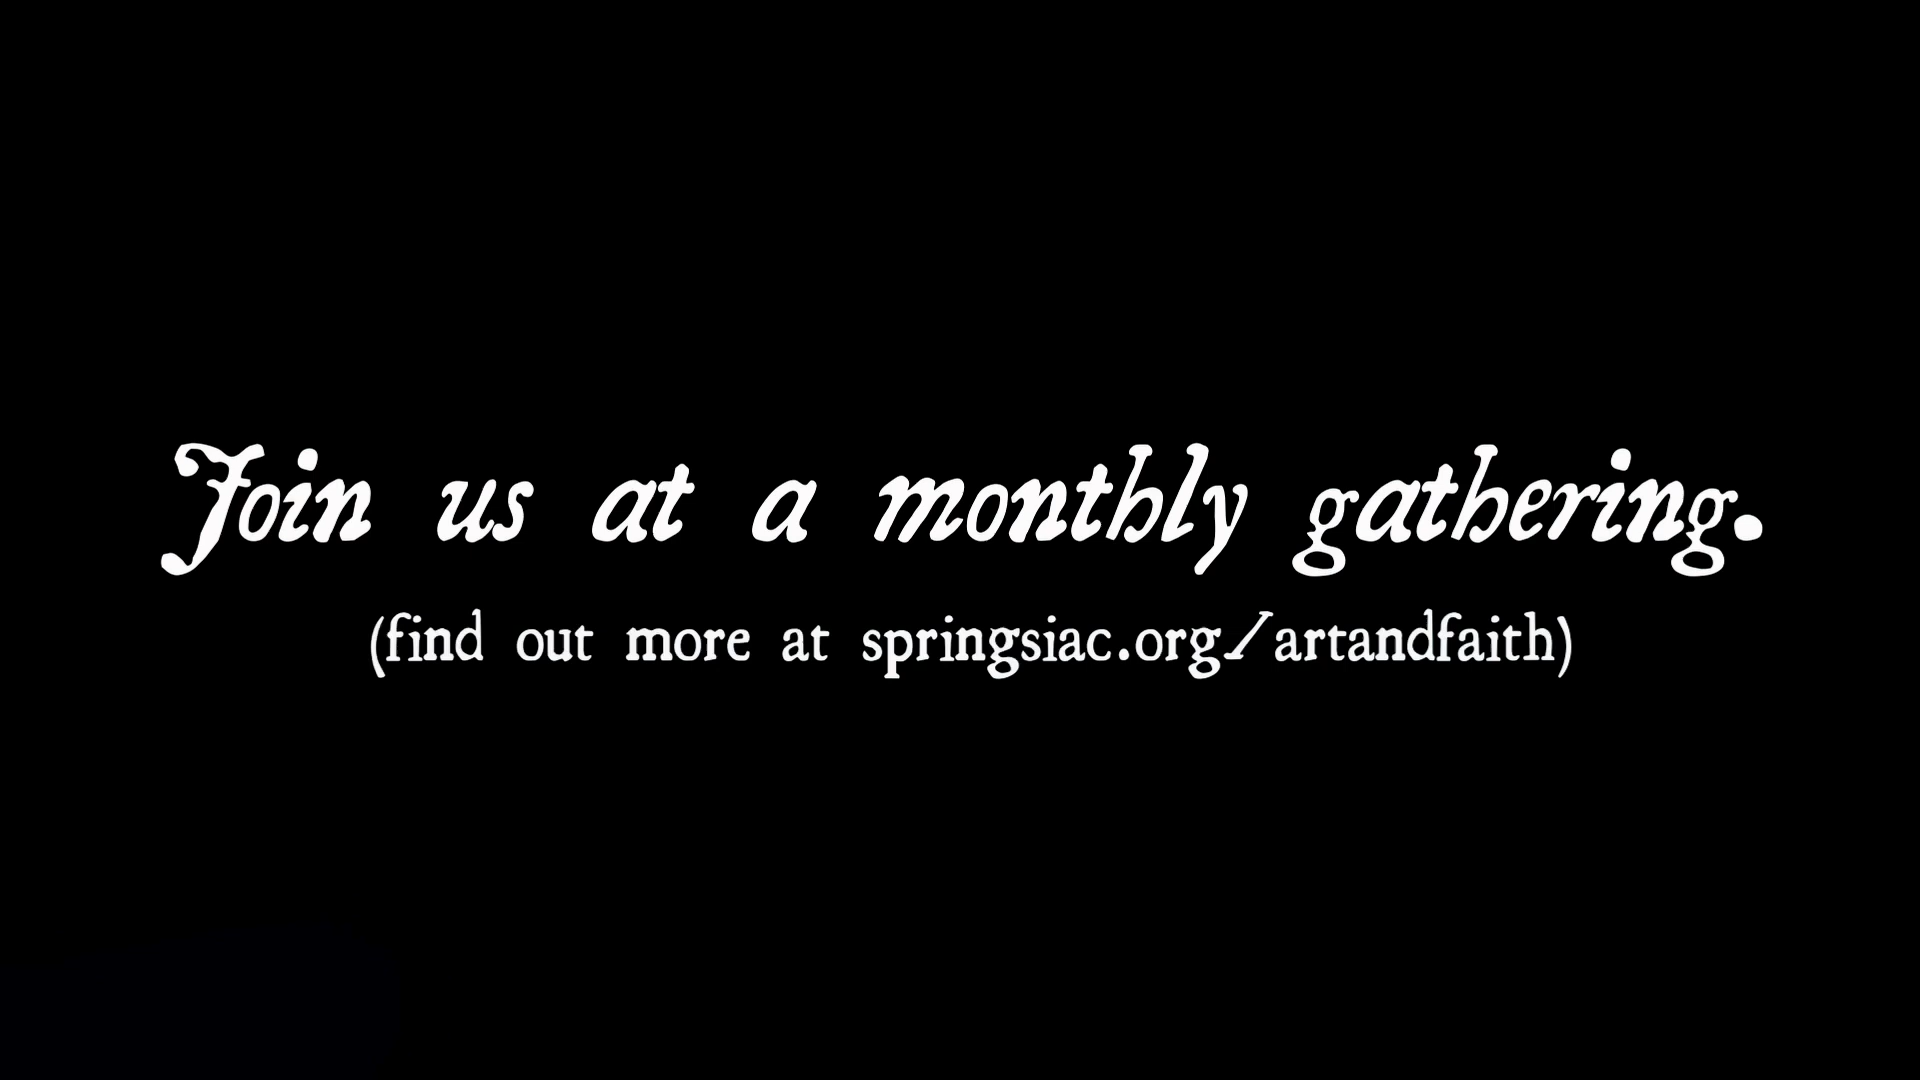 Join us at a monthly gathering.
(find out more at springsiac.org/artandfaith)